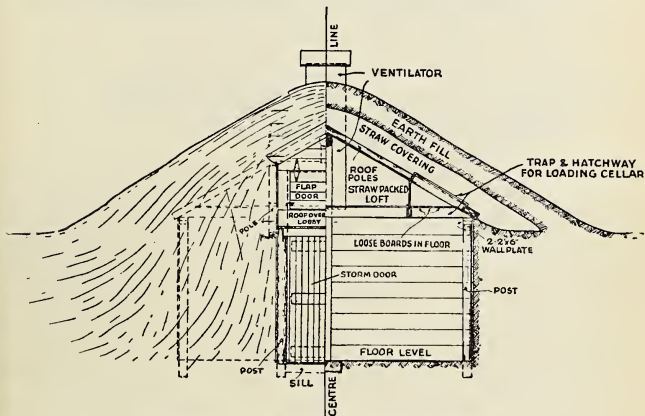 LINE
VENTILATOR
EARTH FILL
STRAW COVERING
TRAP & HATCHWAY
FOR LOADING CELLAR
ROOF
POLES
STRAW PACKED
LOFT
FLAP
DOOR
ROOF OVER
LOBBY
POLE
LOOSE BOARDS IN FLOOR
2-2"x6"
WALL PLATE
STORM DOOR
POST
FLOOR LEVEL
POST
SILL
CENTRE